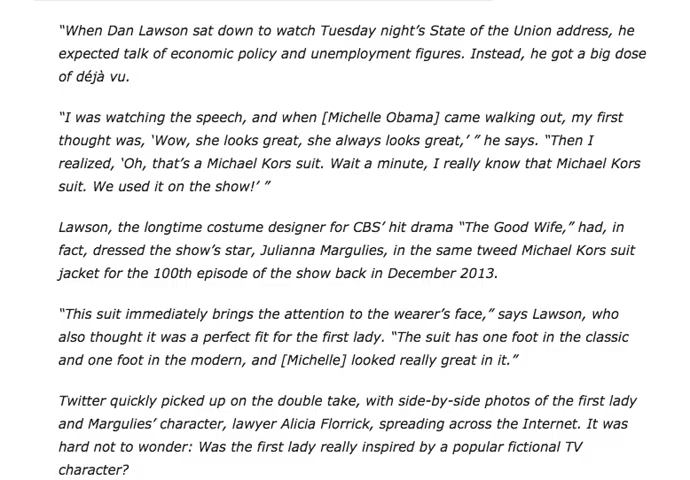 “When Dan Lawson sat down to watch Tuesday night’s State of the Union address, he
expected talk of economic policy and unemployment figures. Instead, he got a big dose
of déjà vu.
“I was watching the speech, and when [Michelle Obama] came walking out, my first
thought was, ‘Wow, she looks great, she always looks great,’ ” he says. “Then I
realized, ‘Oh, that’s a Michael Kors suit. Wait a minute, I really know that Michael Kors
suit. We used it on the show!’ ”
Lawson, the longtime costume designer for CBS’ hit drama “The Good Wife,” had, in
fact, dressed the show’s star, Julianna Margulies, in the same tweed Michael Kors suit
jacket for the 100th episode of the show back in December 2013.
“This suit immediately brings the attention to the wearer’s face,” says Lawson, who
also thought it was a perfect fit for the first lady. “The suit has one foot in the classic
and one foot in the modern, and [Michelle] looked really great in it.”
Twitter quickly picked up on the double take, with side-by-side photos of the first lady
and Margulies’ character, lawyer Alicia Florrick, spreading across the Internet. It was
hard not to wonder: Was the first lady really inspired by a popular fictional TV
character?